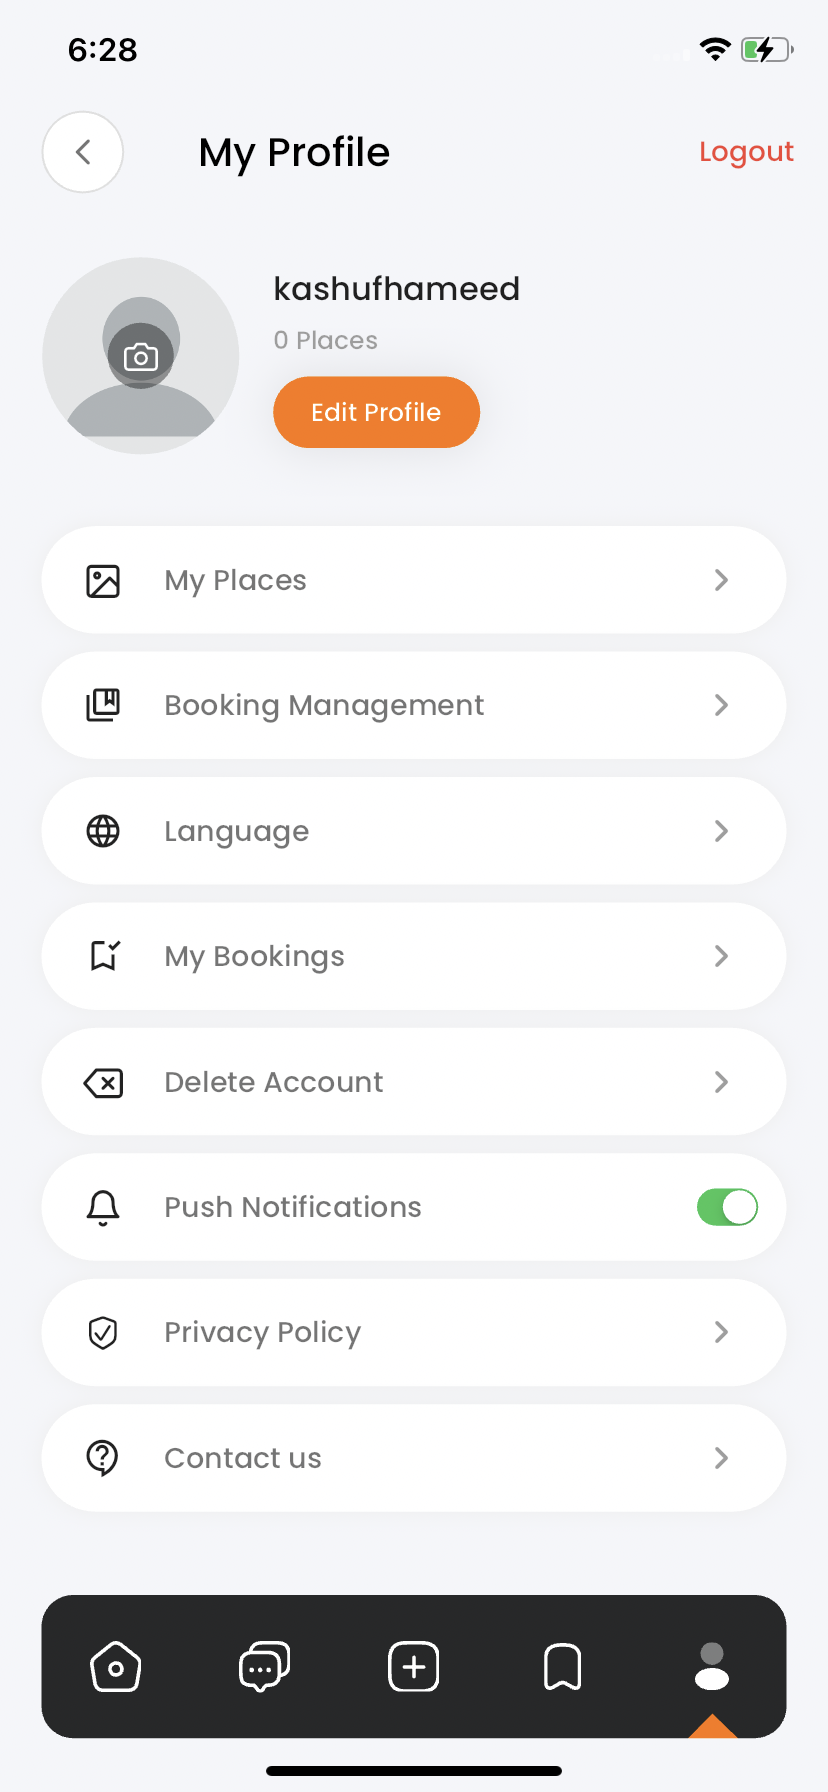 6:28
My Profile
Logout
kashufhameed
0 Places
Edit Profile
My Places
Booking Management
Language
My Bookings
Delete Account
Push Notifications
Privacy Policy
Contact us